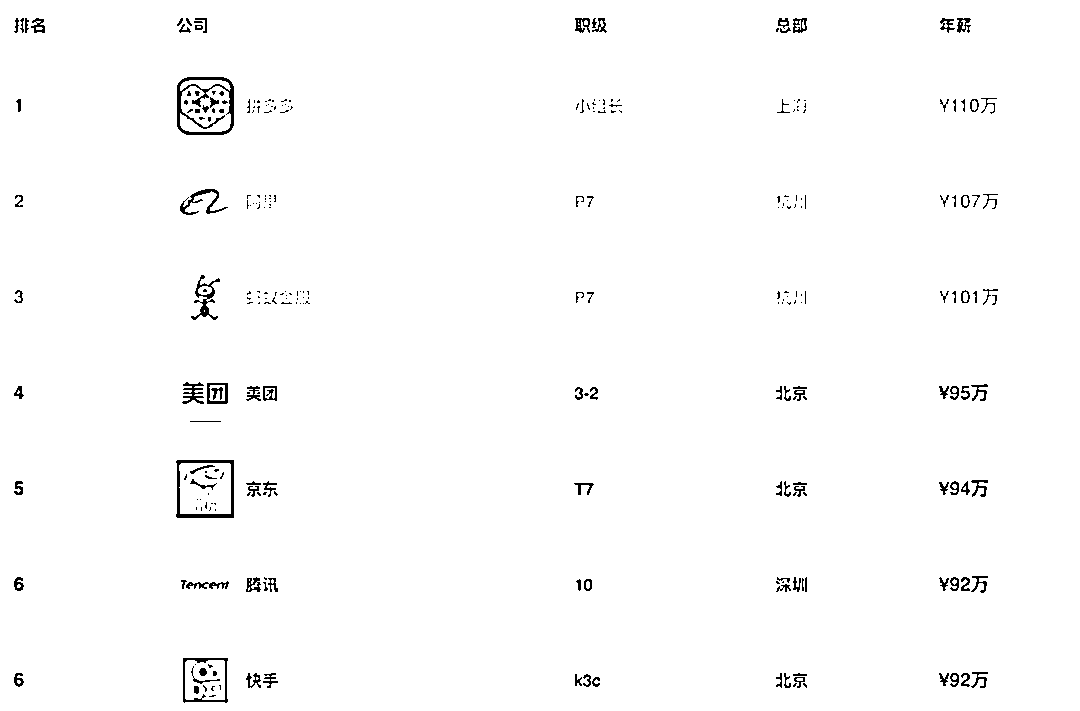 排名 公司 职级 总部 年薪
1 拼多多 小组长 上海 ¥110万
2 阿里 P7 杭州 ¥107万
3 蚂蚁金服 P7 杭州 ¥101万
4 美团 美团 3-2 北京 ¥95万
5 京东 T7 北京 ¥94万
6 Tencent 腾讯 10 深圳 ¥92万
6 快手 k3c 北京 ¥92万